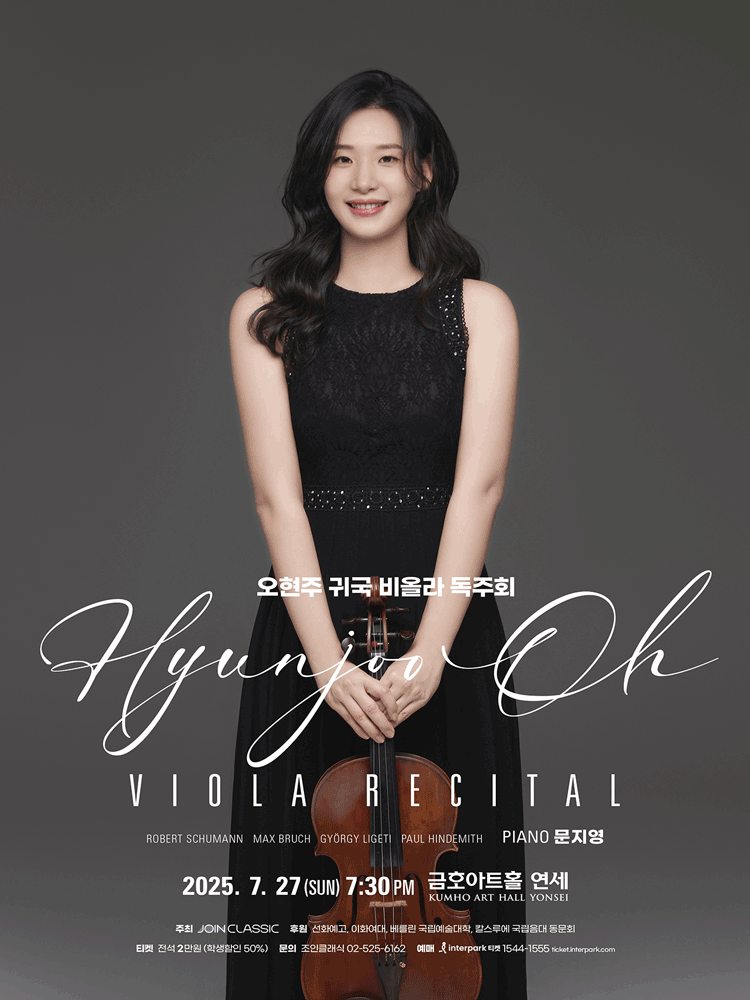 오현주 귀국 비올라 독주회
Hyunjoo Oh
VIOLA RECITAL
ROBERT SCHUMANN MAX BRUCH GYÖRGY LIGETI PAUL HINDEMITH PIANO 문지영
2025. 7. 27 (SUN) 7:30 PM 금호아트홀 연세
KUMHO ART HALL YONSEI
주최 JOIN CLASSIC 후원 선화예고, 이화여대, 베를린 국립예술대학, 칼스루에 국립음대 동문회
티켓 전석 2만원 (학생할인 50%) 문의 조인클래식 02-525-6162 예매 interpark 티켓 1544-1555 ticket.interpark.com